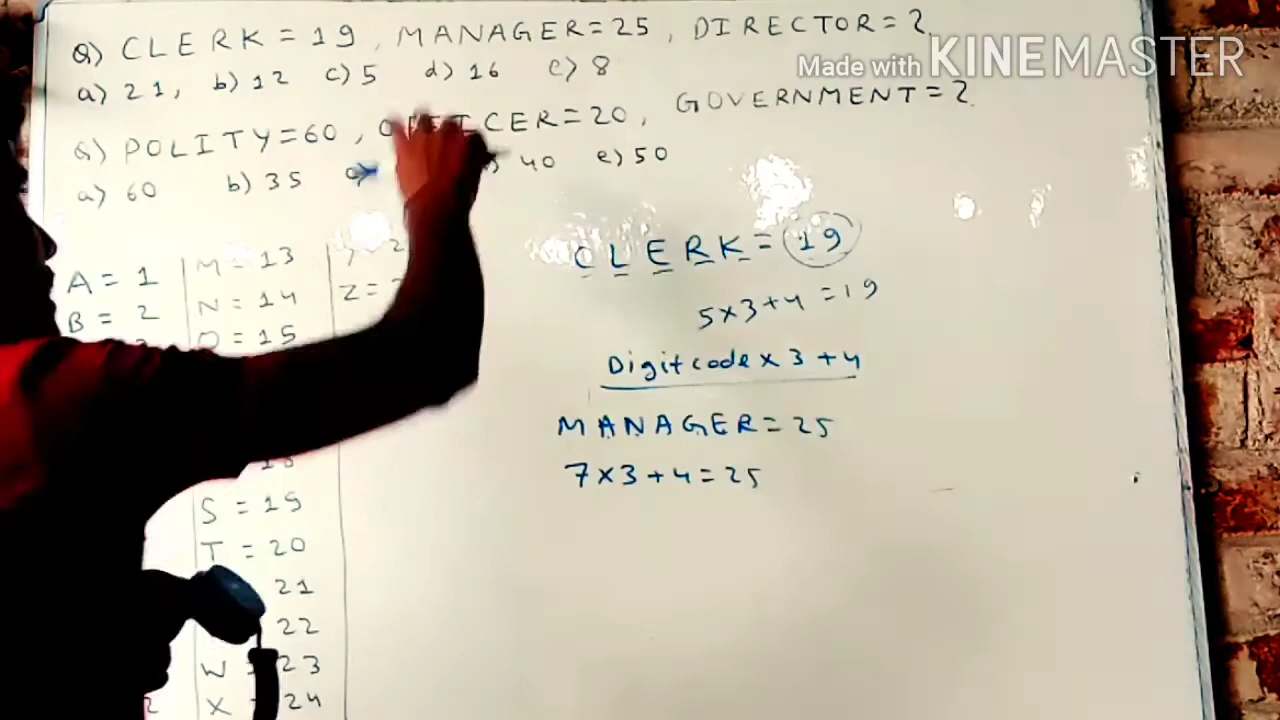 Q) CLERK = 19, MANAGER = 25, DIRECTOR = ?
a) 21, b) 12 c) 5 d) 16 e) 8
Q) POLITY = 60, CER = 20, GOVERNMENT = ?
a) 60 b) 35 40 e) 50
A = 1
B = 2
M = 13
N = 14
= 15
S = 19
T = 20
21
22
W 23
X 24
Z =
CLERK = 19
5 x 3 + 4 = 19
Digit code x 3 + 4
MANAGER = 25
7 x 3 + 4 = 25
Made with KINEMASTER